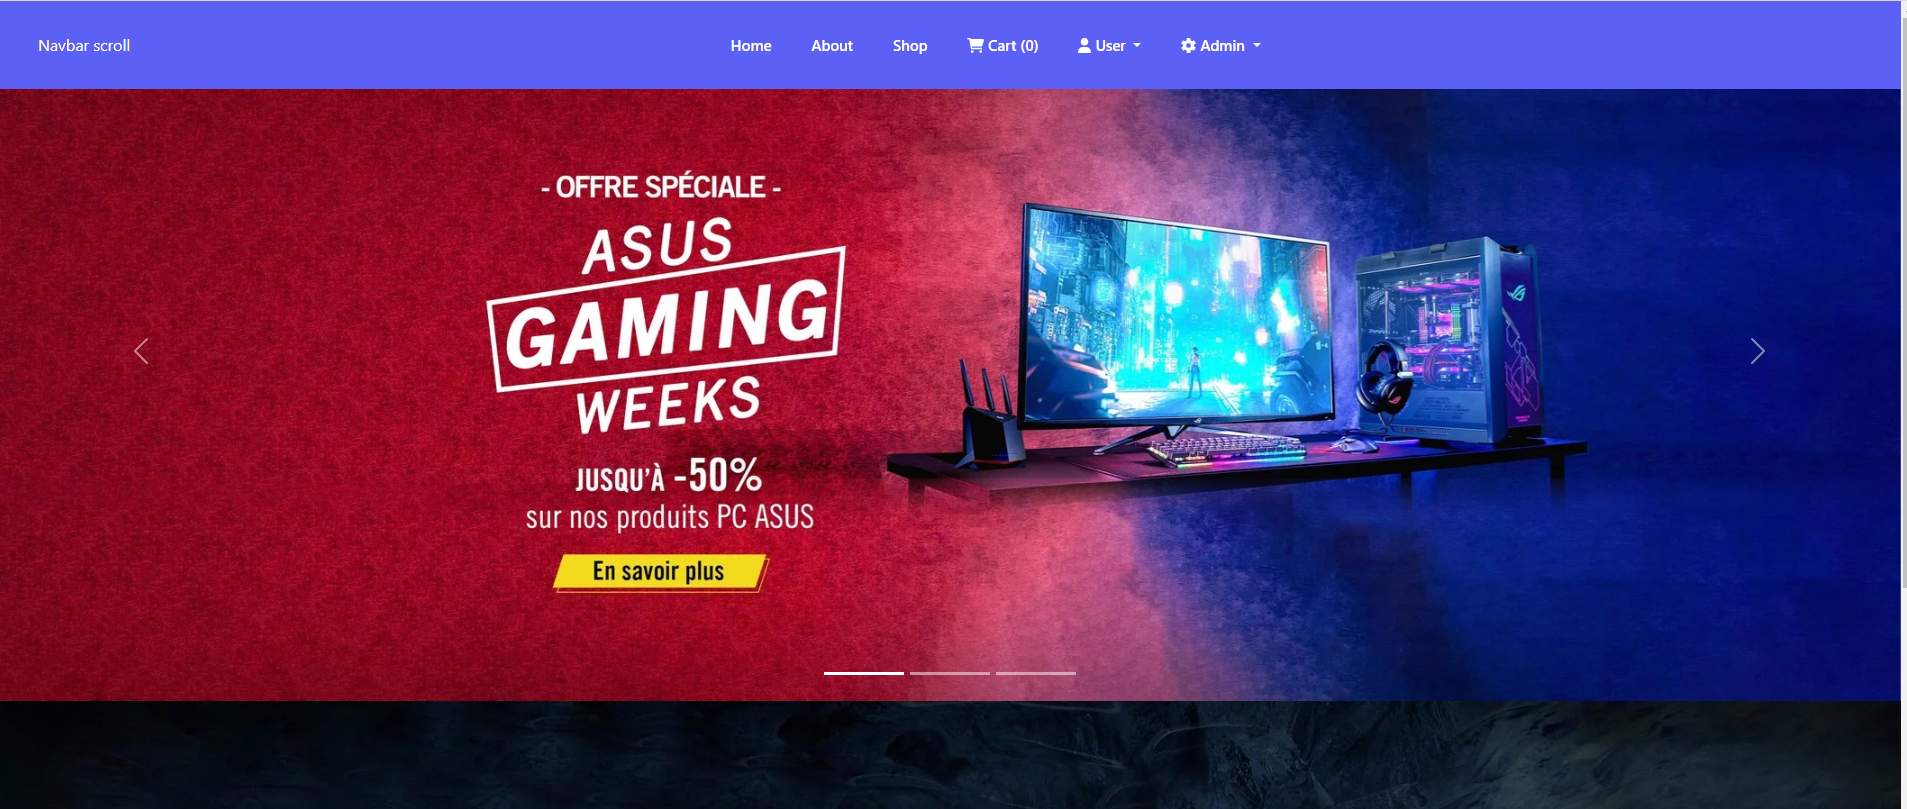 Navbar scroll
Home
About
Shop
Cart (0)
User
Admin
- OFFRE SPÉCIALE -
ASUS
GAMING
WEEKS
JUSQU'À -50%
sur nos produits PC ASUS
En savoir plus